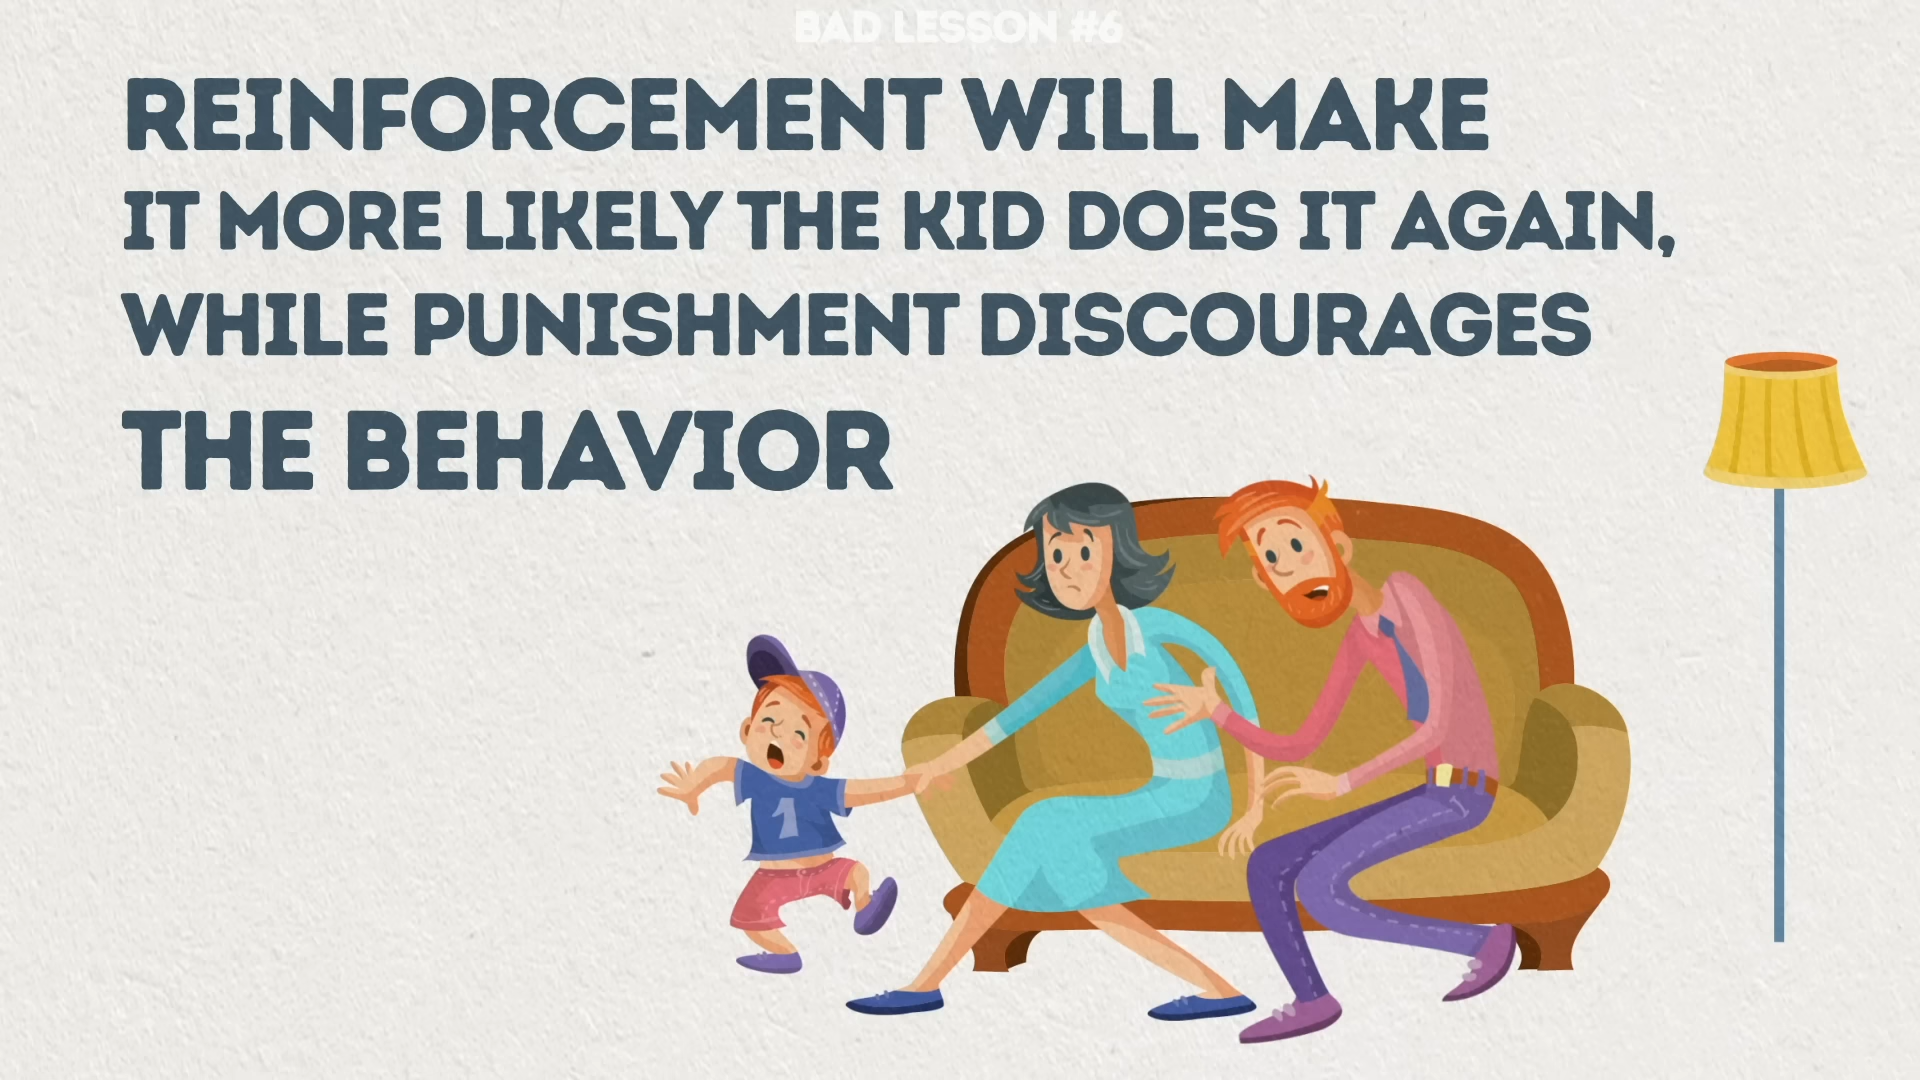 BAD LESSON #6
REINFORCEMENT WILL MAKE
IT MORE LIKELY THE KID DOES IT AGAIN,
WHILE PUNISHMENT DISCOURAGES
THE BEHAVIOR
1